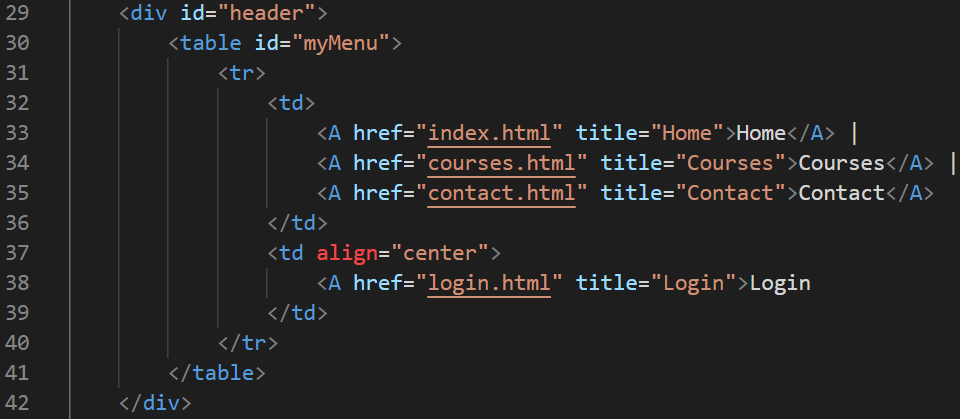 29 <div id="header">
30 <table id="myMenu">
31 <tr>
32 <td>
33 <A href="index.html" title="Home">Home</A> |
34 <A href="courses.html" title="Courses">Courses</A> |
35 <A href="contact.html" title="Contact">Contact</A>
36 </td>
37 <td align="center">
38 <A href="login.html" title="Login">Login
39 </td>
40 </tr>
41 </table>
42 </div>